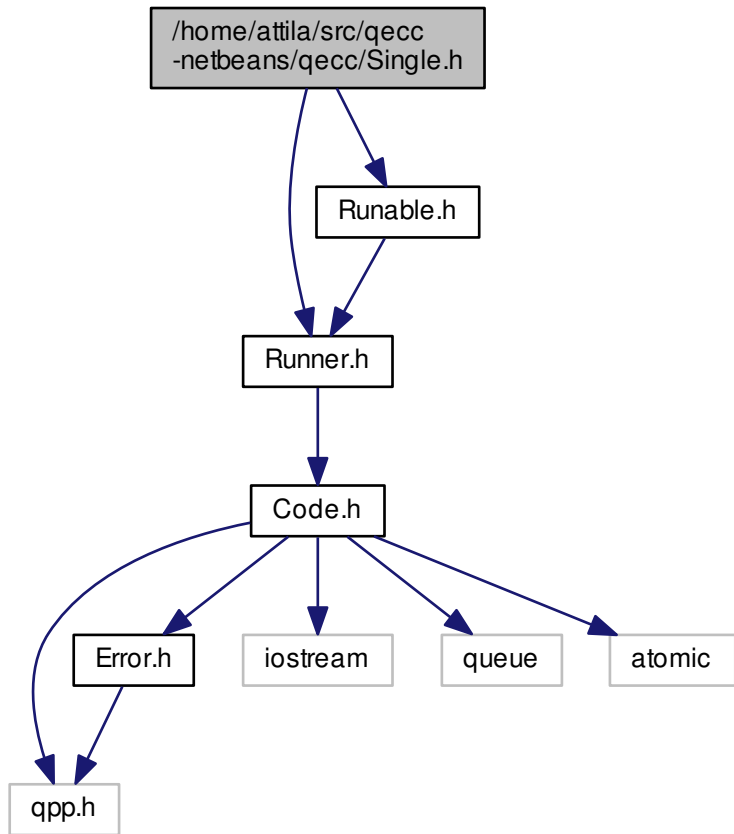 /home/attila/src/qecc
-netbeans/qecc/Single.h
Runable.h
Runner.h
Code.h
Error.h
iostream
queue
atomic
qpp.h